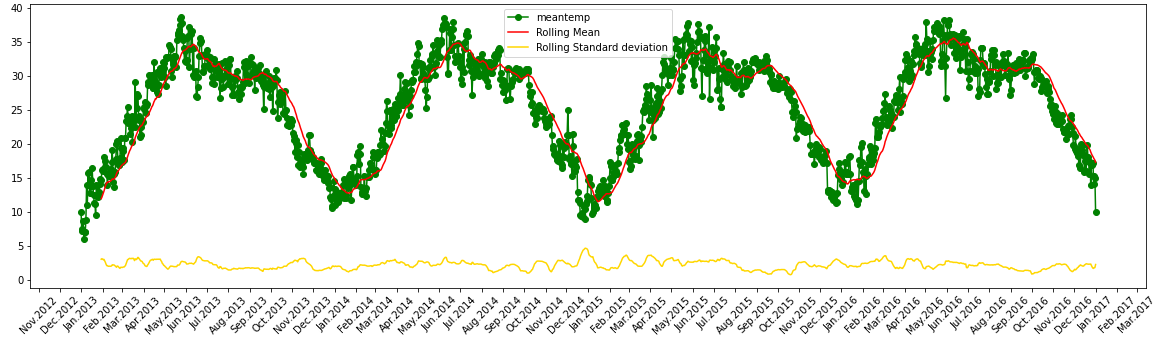 40
35
30
25
20
15
10
5
0
meantemp
Rolling Mean
Rolling Standard deviation
Nov.2012
Dec.2012
Jan.2013
Feb.2013
Mar.2013
Apr.2013
May.2013
Jun.2013
Jul.2013
Aug.2013
Sep.2013
Oct.2013
Nov.2013
Dec.2013
Jan.2014
Feb.2014
Mar.2014
Apr.2014
May.2014
Jun.2014
Jul.2014
Aug.2014
Sep.2014
Oct.2014
Nov.2014
Dec.2014
Jan.2015
Feb.2015
Mar.2015
Apr.2015
May.2015
Jun.2015
Jul.2015
Aug.2015
Sep.2015
Oct.2015
Nov.2015
Dec.2015
Jan.2016
Feb.2016
Mar.2016
Apr.2016
May.2016
Jun.2016
Jul.2016
Aug.2016
Sep.2016
Oct.2016
Nov.2016
Dec.2016
Jan.2017
Feb.2017
Mar.2017